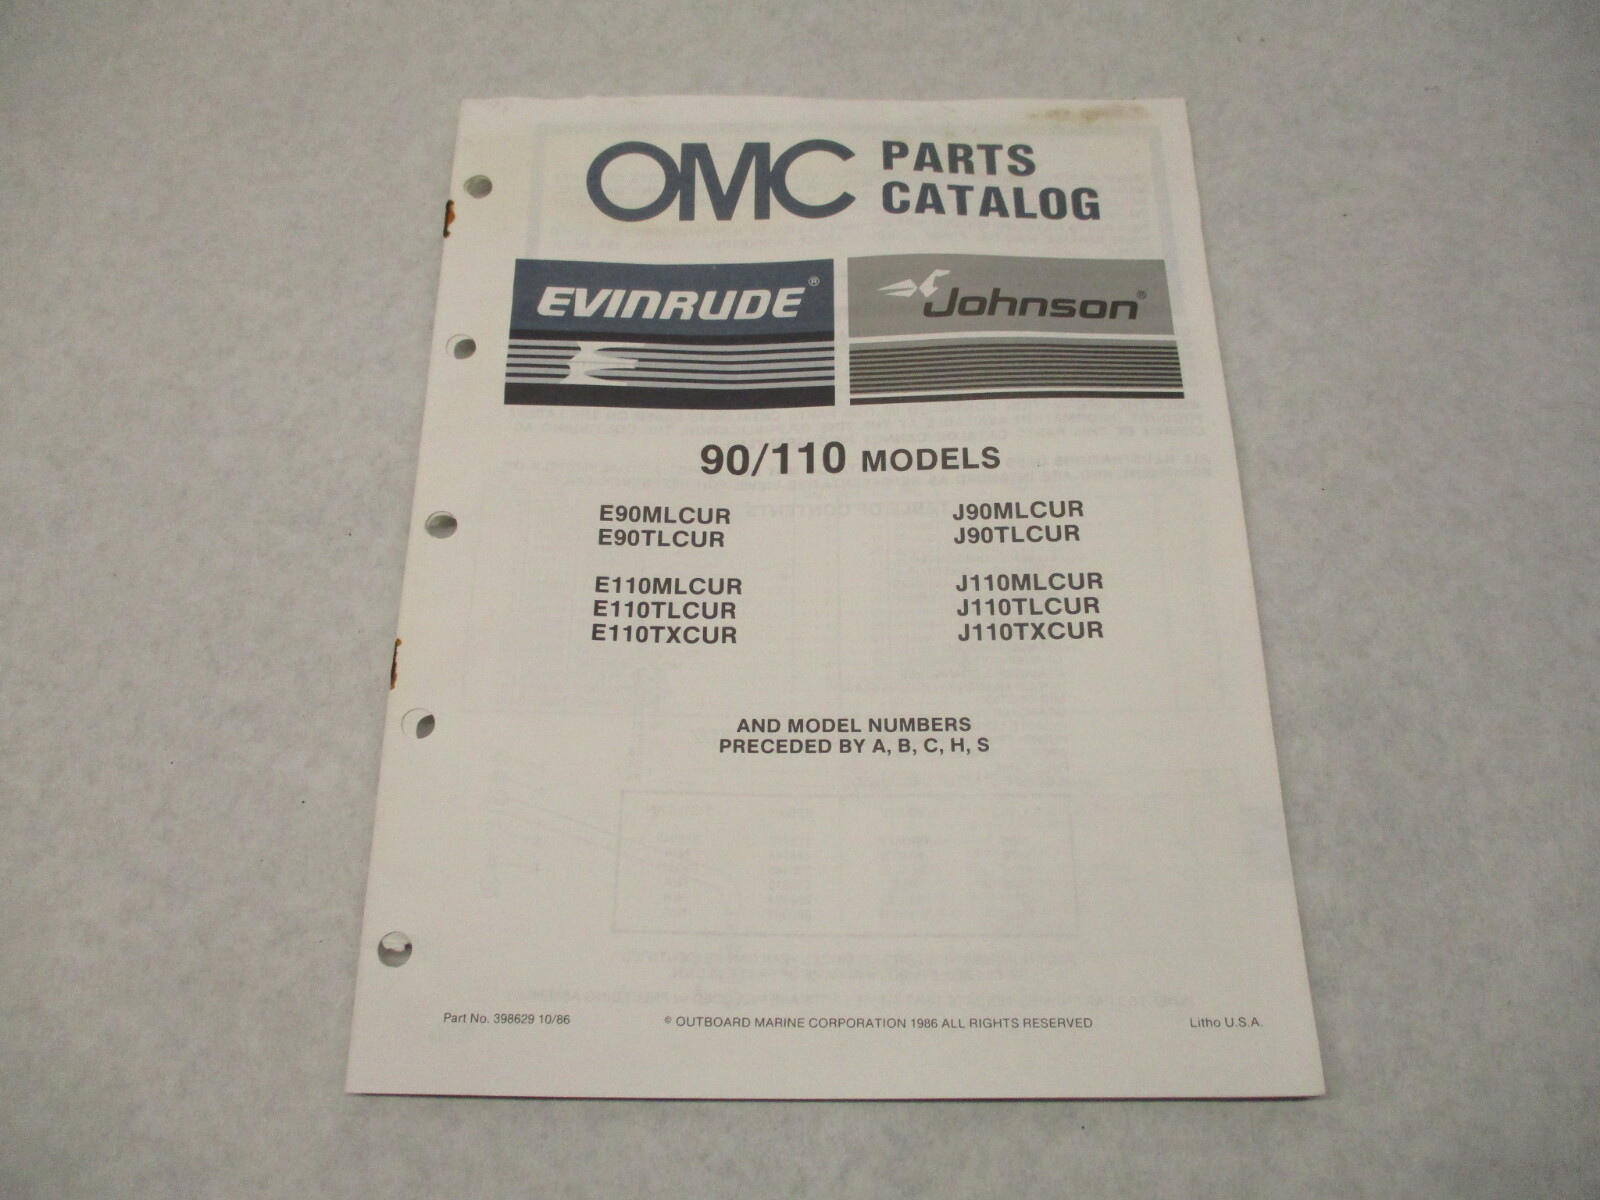 OMC PARTS
CATALOG
EVINRUDE®
Johnson®
90/110 MODELS
E90MLCUR
E90TLCUR
J90MLCUR
J90TLCUR
E110MLCUR
E110TLCUR
E110TXCUR
J110MLCUR
J110TLCUR
J110TXCUR
AND MODEL NUMBERS
PRECEDED BY A, B, C, H, S
Part No. 398629 10/86
© OUTBOARD MARINE CORPORATION 1986 ALL RIGHTS RESERVED
Litho U.S.A.